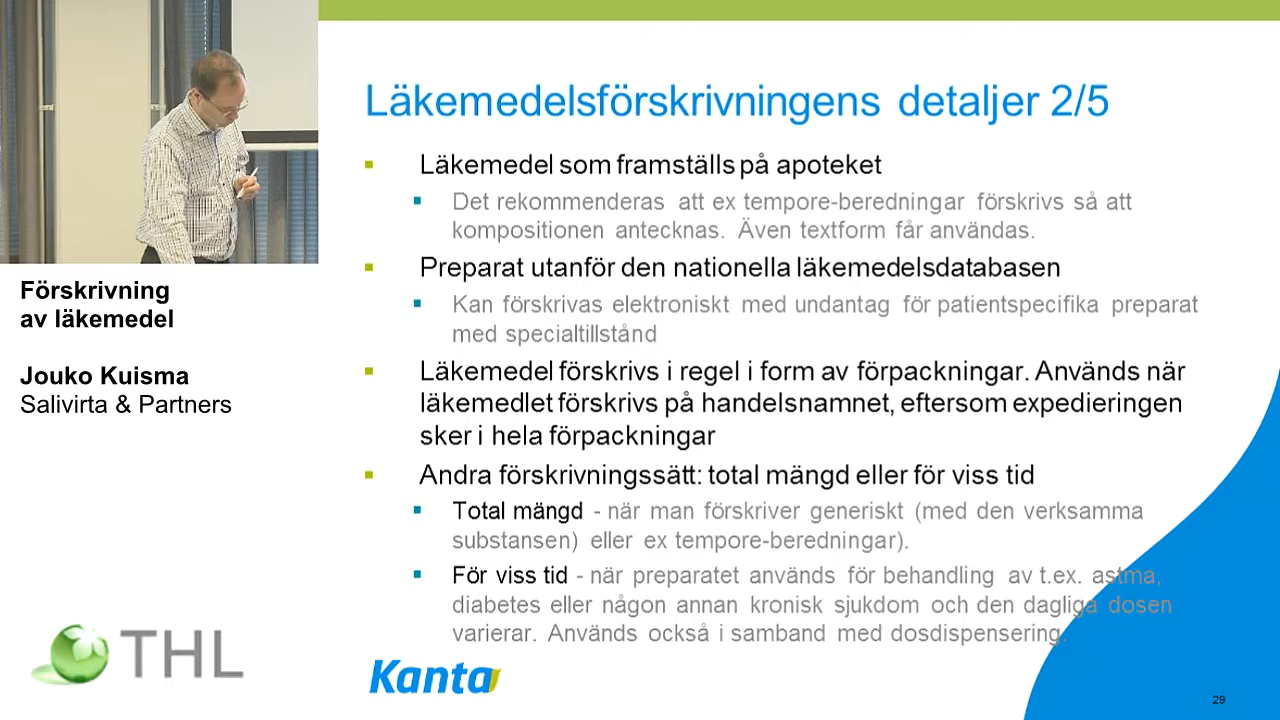 Läkemedelsförskrivningens detaljer 2/5
Läkemedel som framställs på apoteket
Det rekommenderas att ex tempore-beredningar förskrivs så att
kompositionen antecknas. Även textform får användas.
Preparat utanför den nationella läkemedelsdatabasen
Kan förskrivas elektroniskt med undantag för patientspecifika preparat
med specialtillstånd
Läkemedel förskrivs i regel i form av förpackningar. Används när
läkemedlet förskrivs på handelsnamnet, eftersom expedieringen
sker i hela förpackningar
Andra förskrivningssätt: total mängd eller för viss tid
Total mängd - när man förskriver generiskt (med den verksamma
substansen) eller ex tempore-beredningar).
För viss tid - när preparatet används för behandling av t.ex. astma,
diabetes eller någon annan kronisk sjukdom och den dagliga dosen
varierar. Används också i samband med dosdispensering.
Förskrivning
av läkemedel
Jouko Kuisma
Salivirta & Partners
THL
Kanta
29